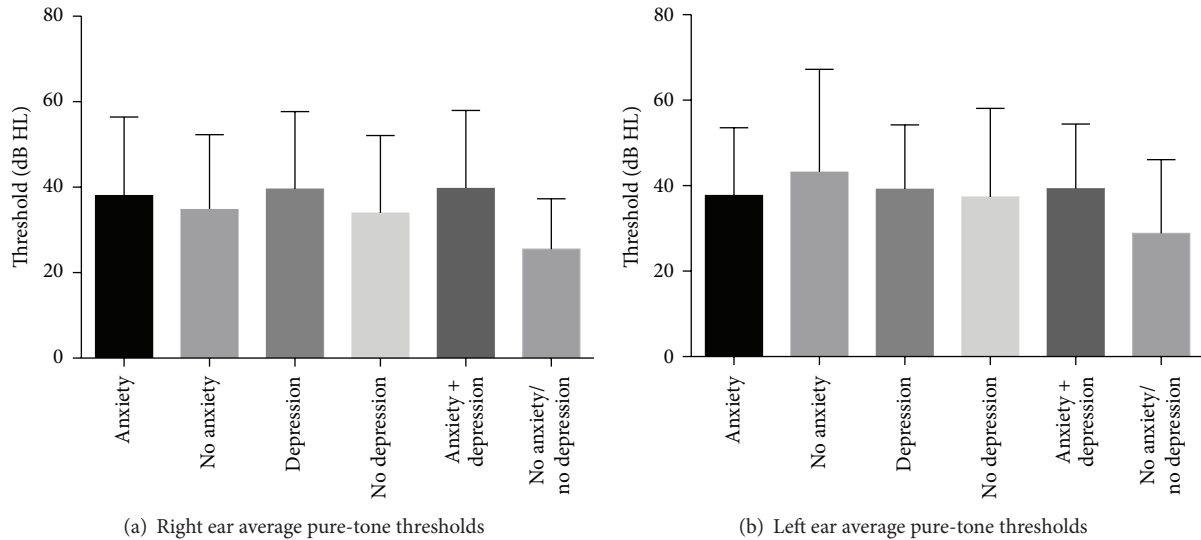 80
60
40
20
0
Threshold (dB HL)
Anxiety
No anxiety
Depression
No depression
Anxiety +
depression
No anxiety/
no depression
(a) Right ear average pure-tone thresholds
80
60
40
20
0
Threshold (dB HL)
Anxiety
No anxiety
Depression
No depression
Anxiety +
depression
No anxiety/
no depression
(b) Left ear average pure-tone thresholds